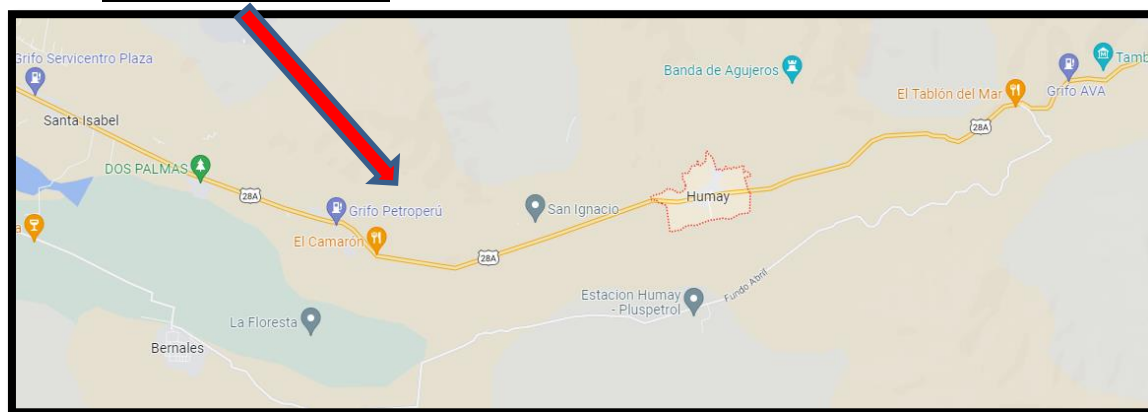 Grifo Servicentro Plaza
Santa Isabel
DOS PALMAS
28A
Grifo Petroperú
El Camarón
28A
San Ignacio
Banda de Agujeros
Humay
El Tablón del Mar
28A
Grifo AVA
Tamb
Estacion Humay
- Pluspetrol
Fundo Abril
La Floresta
Bernales
a